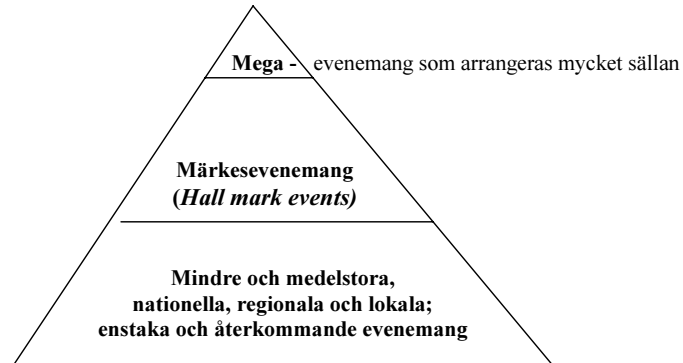 Mega - evenemang som arrangeras mycket sällan
Märkesevenemang
(Hall mark events)
Mindre och medelstora,
nationella, regionala och lokala;
enstaka och återkommande evenemang